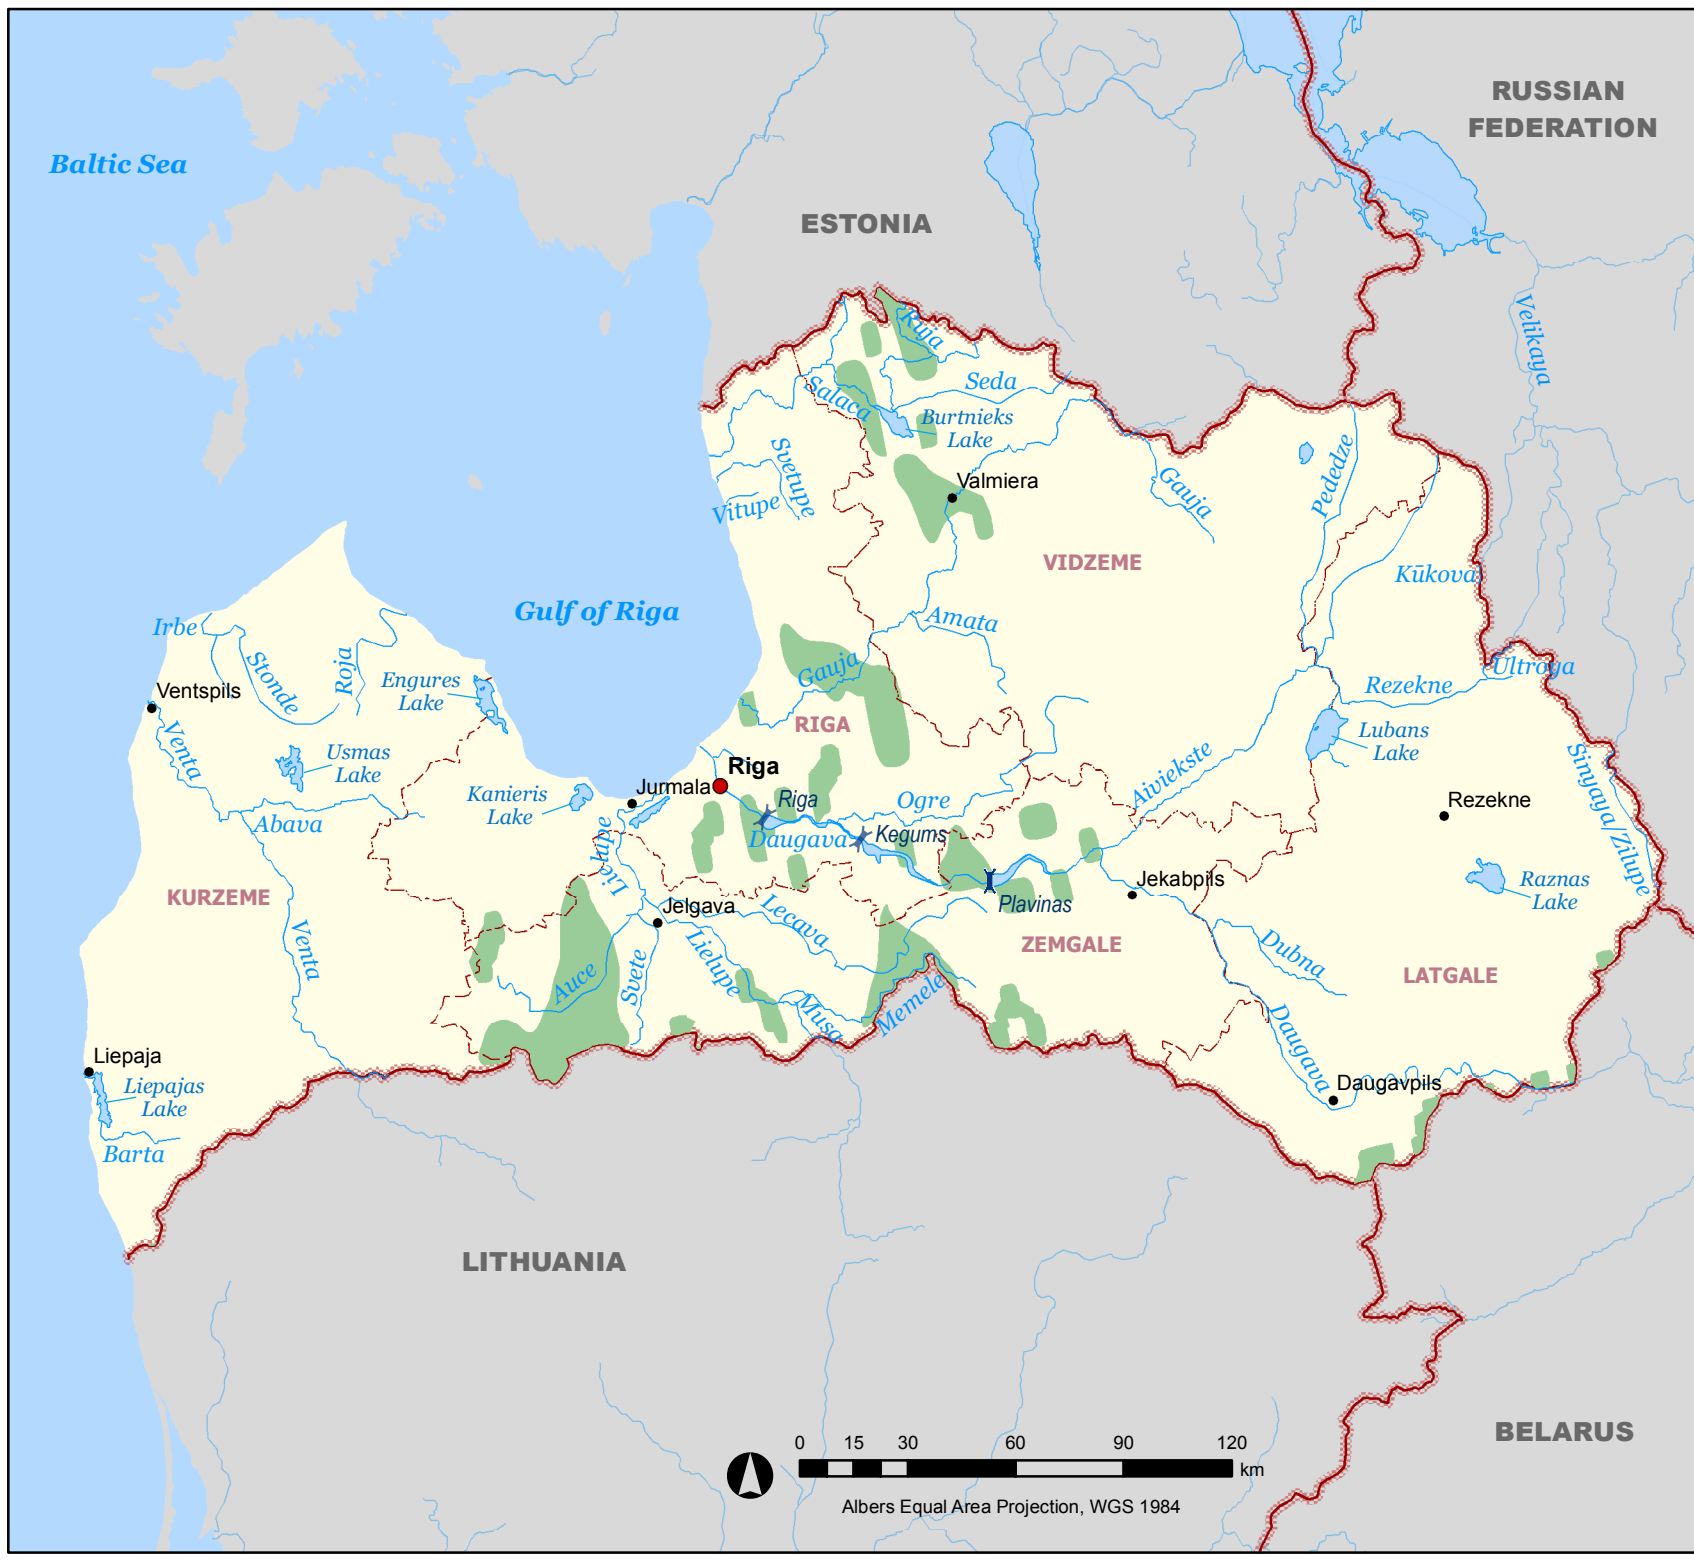 RUSSIAN
FEDERATION
Baltic Sea
ESTONIA
Velikaya
Ruja
Seda
Salaca
Burtnieks
Lake
Svetupe
Pededze
Valmiera
Gauja
Vitupe
VIDZEME
Kūkova
Gulf of Riga
Irbe
Amata
Stonde
Roja
Gauja
Engures
Lake
Ultroya
Rezekne
Ventspils
RIGA
Venta
Usmas
Lake
Lubans
Lake
Sinyaya/Zilupe
Aiviekste
Riga
Jurmala
Kanieris
Lake
Riga
Ogre
Rezekne
Abava
Daugava
Kegums
Lielupe
KURZEME
Jekabpils
Raznas
Lake
Plavinas
Jelgava
Lecava
Venta
Lielupe
ZEMGALE
Dubna
LATGALE
Auce
Svete
Musa
Memele
Daugava
Liepaja
Liepajas
Lake
Daugavpils
Barta
LITHUANIA
BELARUS
0 15 30 60 90 120
km
Albers Equal Area Projection, WGS 1984